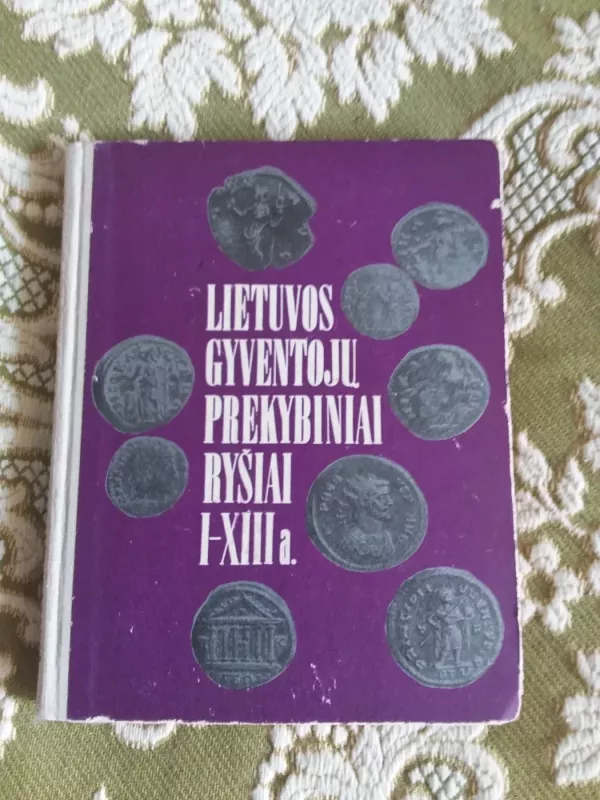 LIETUVOS
GYVENTOJŲ
PREKYBINIAI
RYŠIAI
I–XIII a.